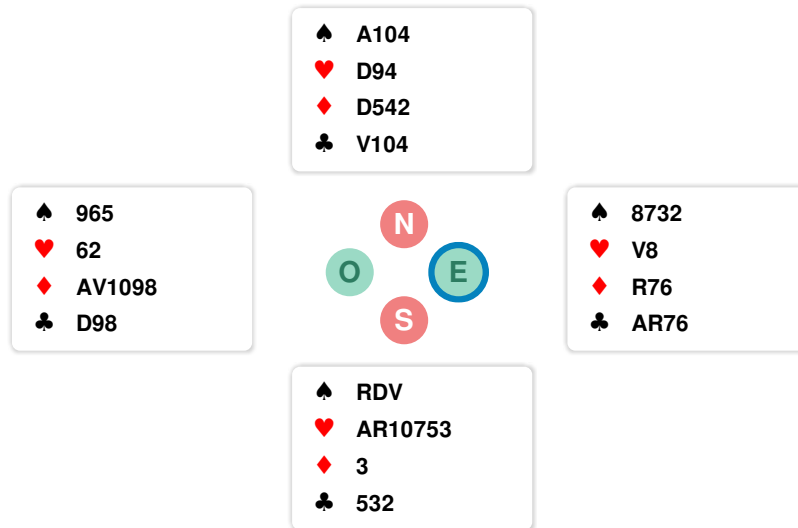 ♠ A104
♥ D94
♦ D542
♣ V104
♠ 965
♥ 62
♦ AV1098
♣ D98
N
O E
S
♠ 8732
♥ V8
♦ R76
♣ AR76
♠ RDV
♥ AR10753
♦ 3
♣ 532